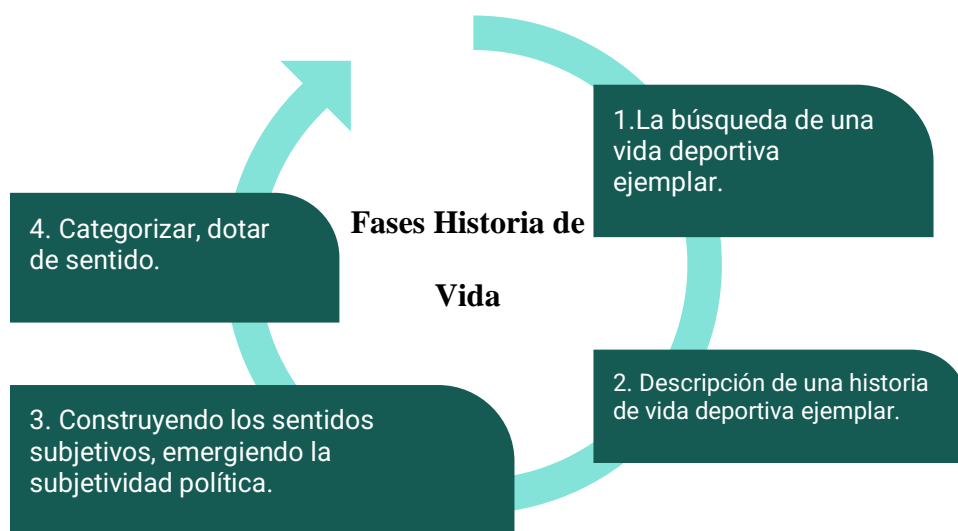 Fases Historia de
Vida
1.La búsqueda de una
vida deportiva
ejemplar.
2. Descripción de una historia
de vida deportiva ejemplar.
3. Construyendo los sentidos
subjetivos, emergiendo la
subjetividad política.
4. Categorizar, dotar
de sentido.